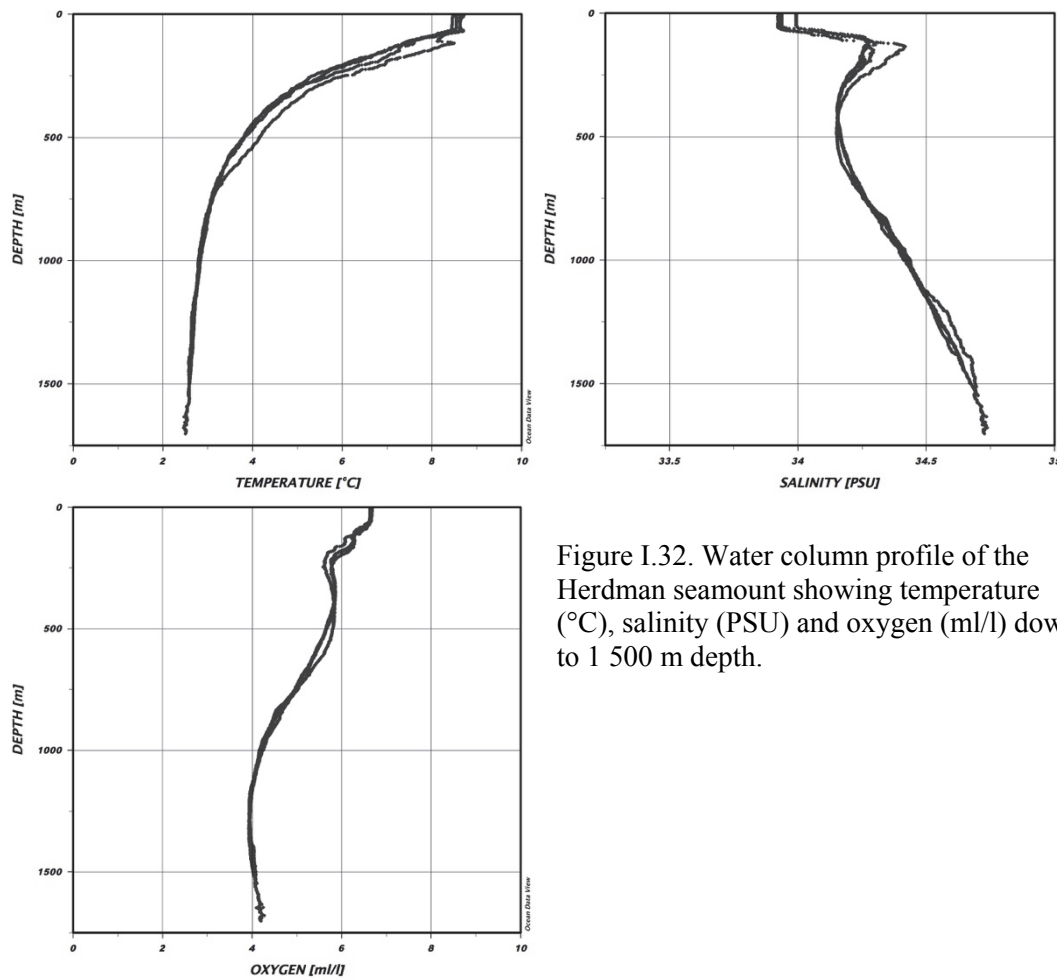 0
500
1000
1500
DEPTH [m]
0 2 4 6 8 10
TEMPERATURE [°C]
Ocean Data View
0
500
1000
1500
DEPTH [m]
33.5 34 34.5 35
SALINITY [PSU]
0
500
1000
1500
DEPTH [m]
0 2 4 6 8 10
OXYGEN [ml/l]
Ocean Data View
Figure I.32. Water column profile of the
Herdman seamount showing temperature
(°C), salinity (PSU) and oxygen (ml/l) dow
to 1 500 m depth.